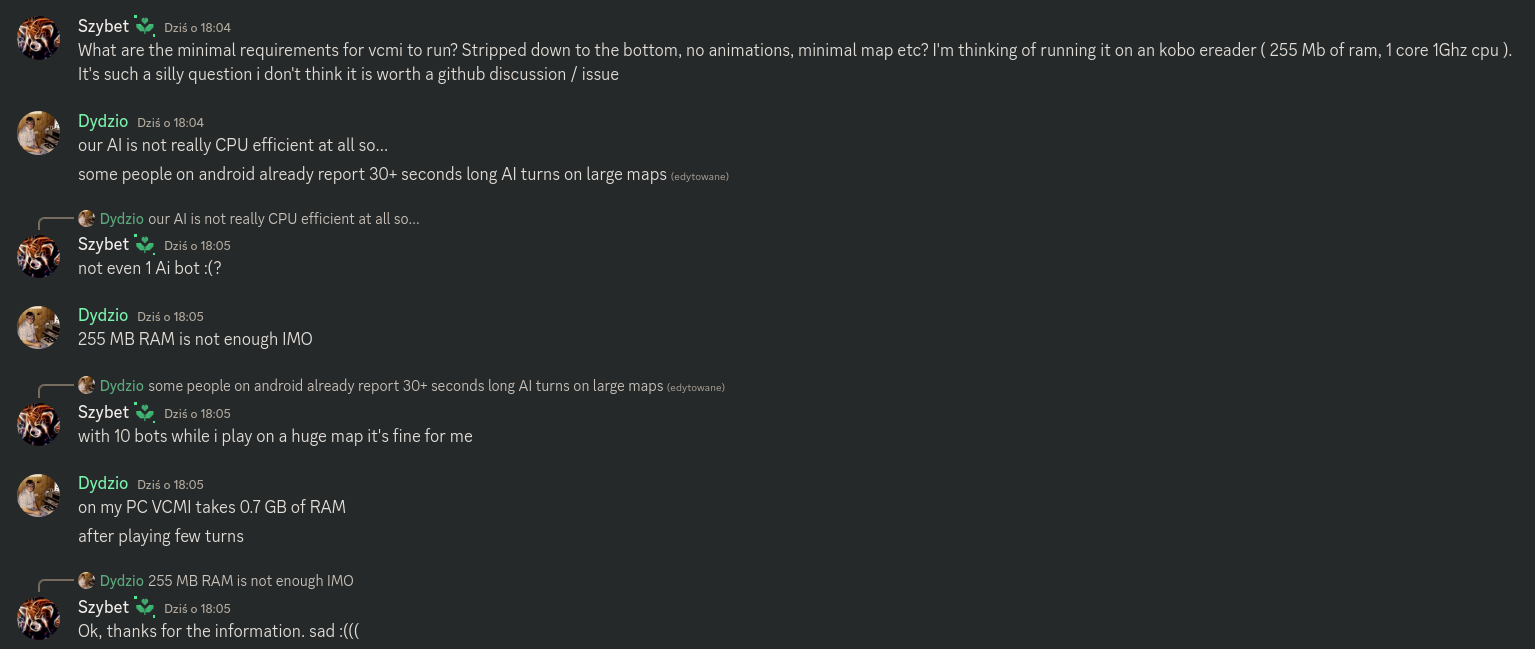 Szybet Dziś o 18:04
What are the minimal requirements for vcmi to run? Stripped down to the bottom, no animations, minimal map etc? I'm thinking of running it on an kobo ereader ( 255 Mb of ram, 1 core 1Ghz cpu ).
It's such a silly question i don't think it is worth a github discussion / issue
Dydzio Dziś o 18:04
our AI is not really CPU efficient at all so...
some people on android already report 30+ seconds long AI turns on large maps (edytowane)
Dydzio our AI is not really CPU efficient at all so...
Szybet Dziś o 18:05
not even 1 Ai bot :(?
Dydzio Dziś o 18:05
255 MB RAM is not enough IMO
Dydzio some people on android already report 30+ seconds long AI turns on large maps (edytowane)
Szybet Dziś o 18:05
with 10 bots while i play on a huge map it's fine for me
Dydzio Dziś o 18:05
on my PC VCMI takes 0.7 GB of RAM
after playing few turns
Dydzio 255 MB RAM is not enough IMO
Szybet Dziś o 18:05
Ok, thanks for the information. sad :(((